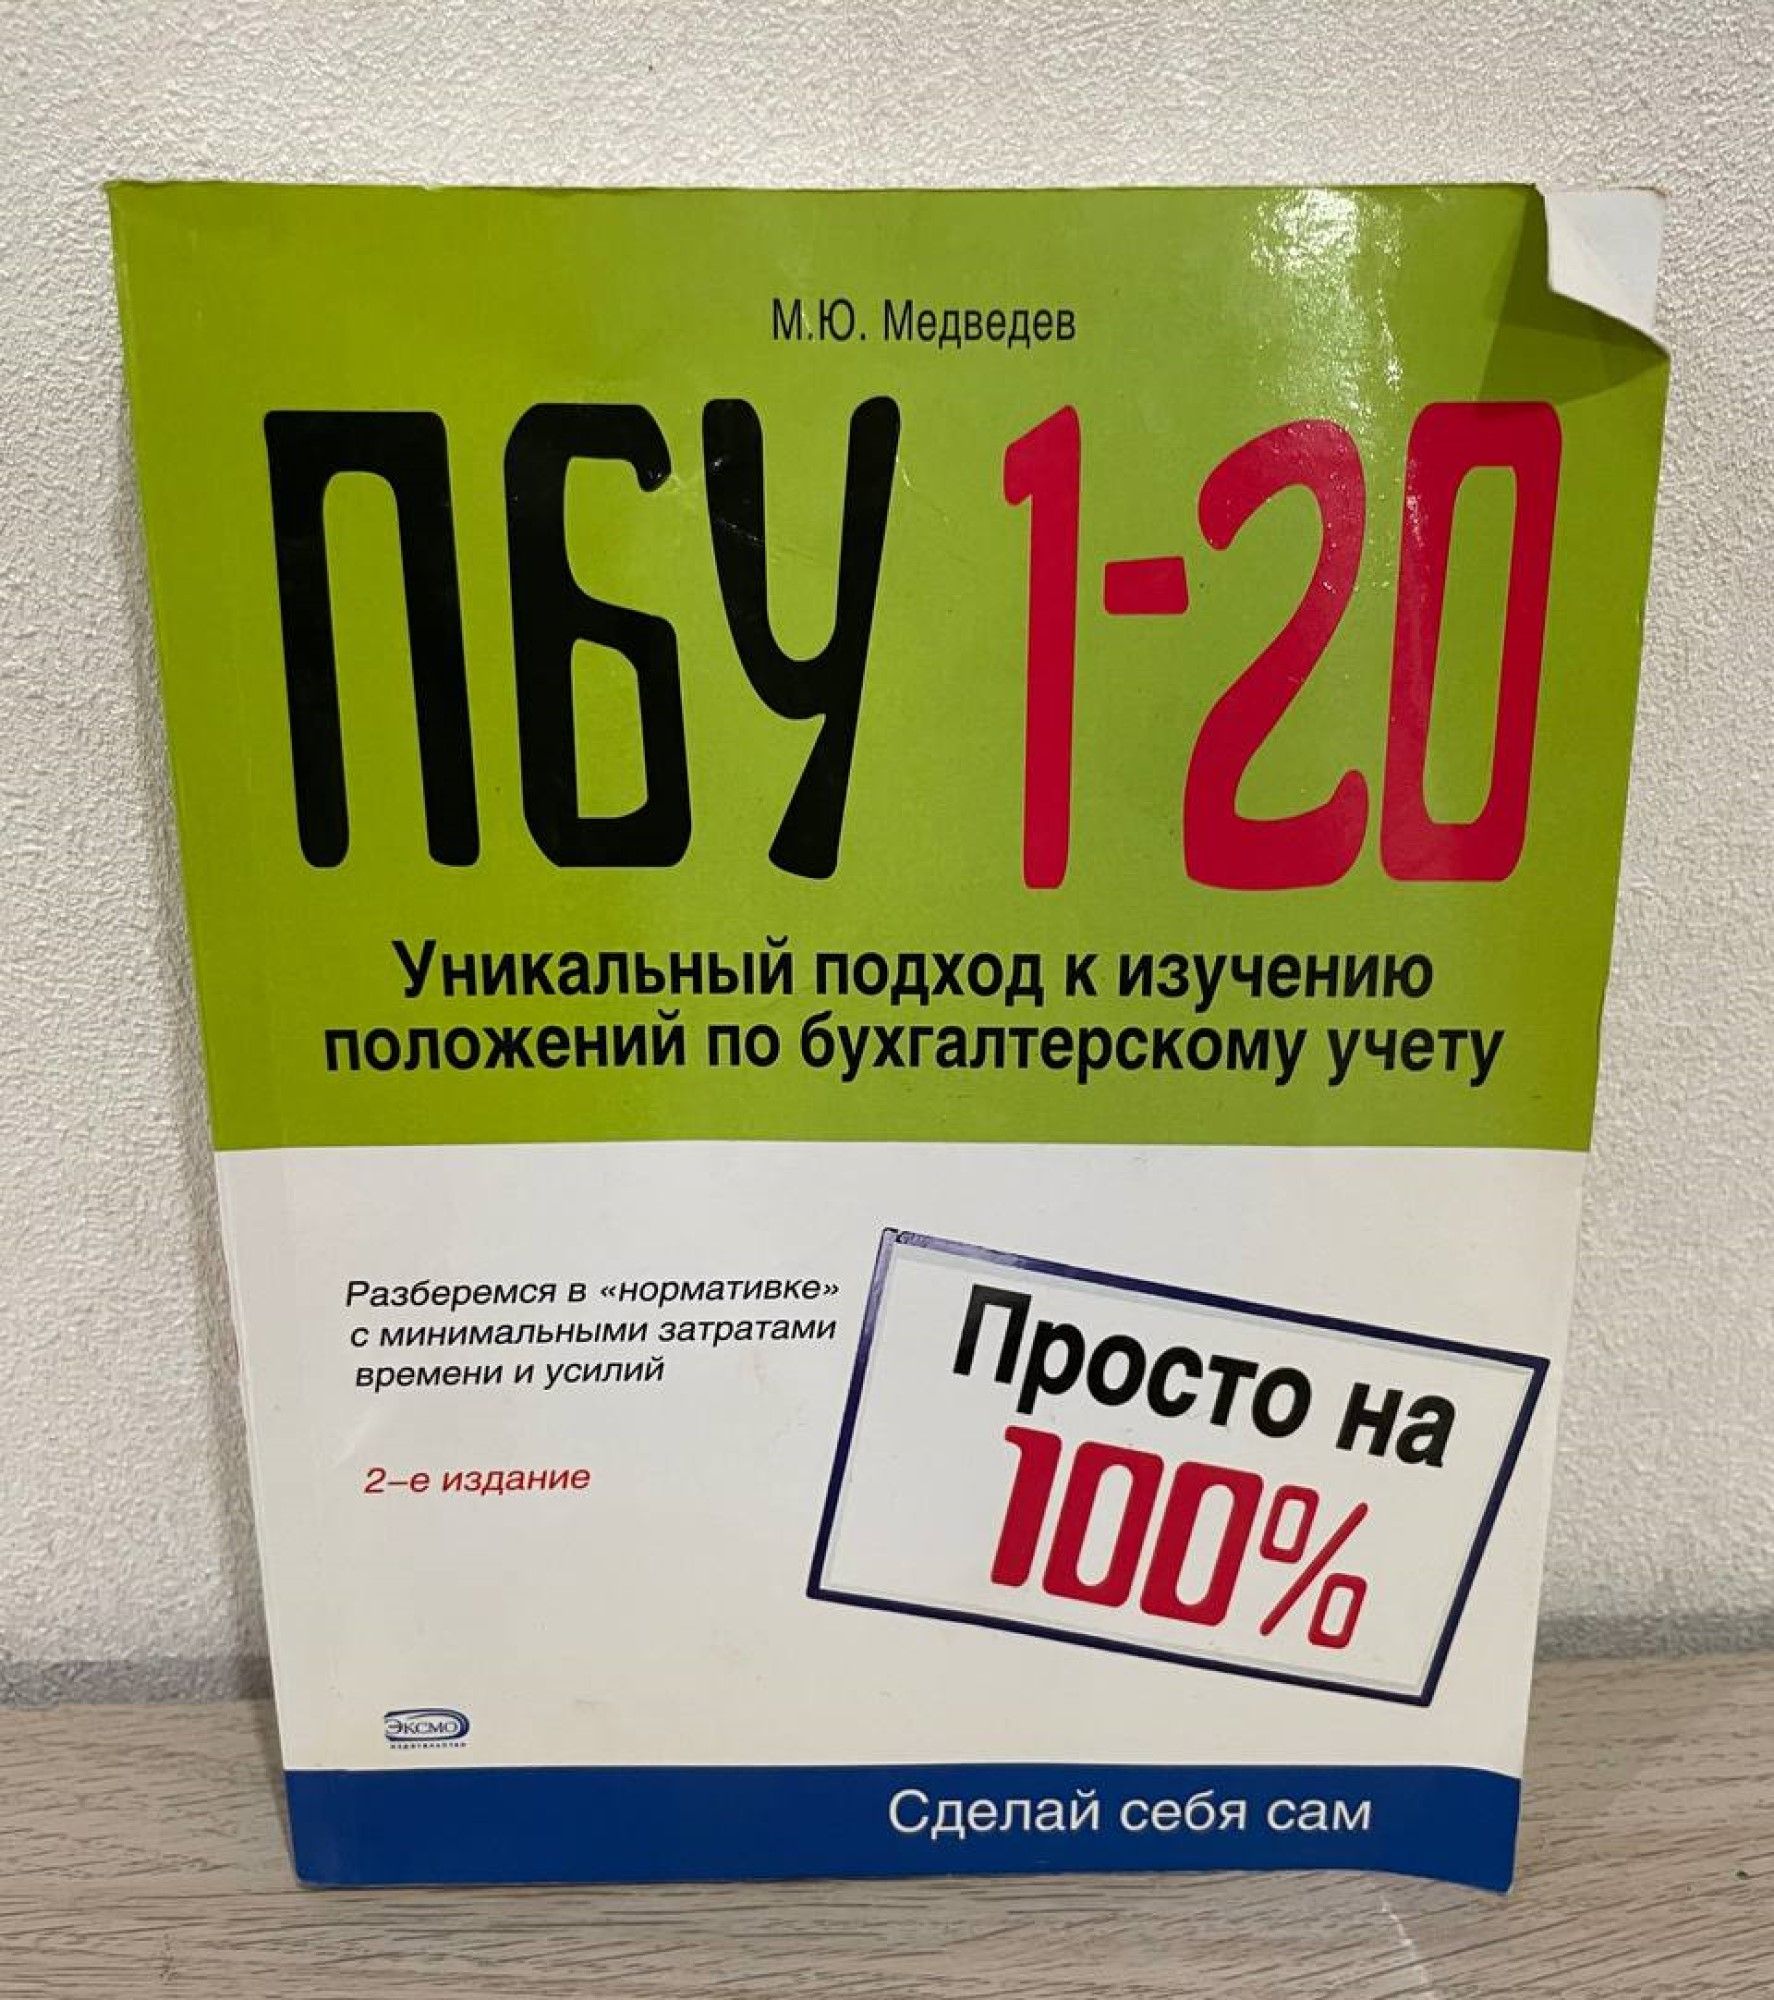 М.Ю. Медведев
ПБУ 1-20
Уникальный подход к изучению
положений по бухгалтерскому учету
Разберемся в «нормативке»
с минимальными затратами
времени и усилий
2-е издание
Просто на
100%
ЭКСМО
издательство
Сделай себя сам